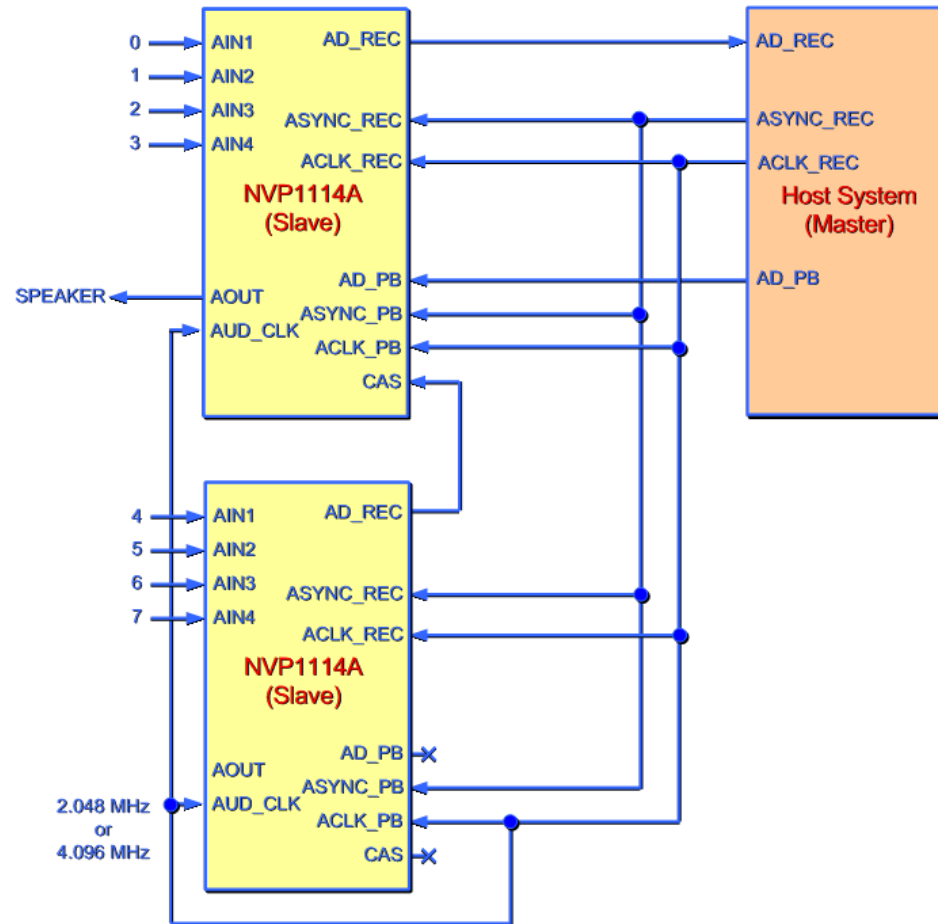 0
AIN1
AD_REC
AD_REC
1
AIN2
2
AIN3
ASYNC_REC
ASYNC_REC
3
AIN4
ACLK_REC
ACLK_REC
NVP1114A
(Slave)
Host System
(Master)
AD_PB
AD_PB
SPEAKER
AOUT
ASYNC_PB
AUD_CLK
ACLK_PB
CAS
4
AIN1
AD_REC
5
AIN2
6
AIN3
ASYNC_REC
7
AIN4
ACLK_REC
NVP1114A
(Slave)
AD_PB
AOUT
ASYNC_PB
2.048 MHz
or
4.096 MHz
AUD_CLK
ACLK_PB
CAS